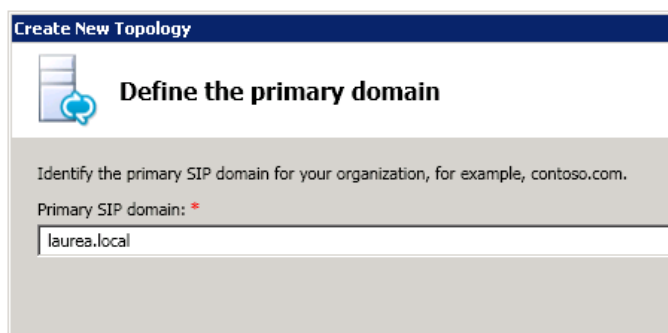 Create New Topology
Define the primary domain
Identify the primary SIP domain for your organization, for example, contoso.com.
Primary SIP domain: *
laurea.local